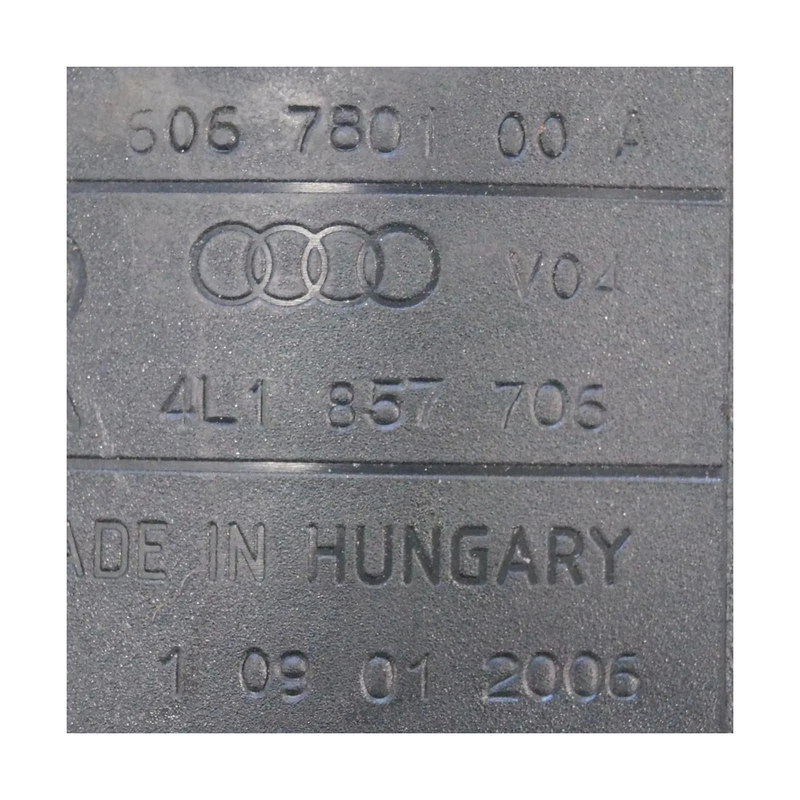 606 7801 00 A
V04
4L1 857 706
ADE IN HUNGARY
1 09 01 2006